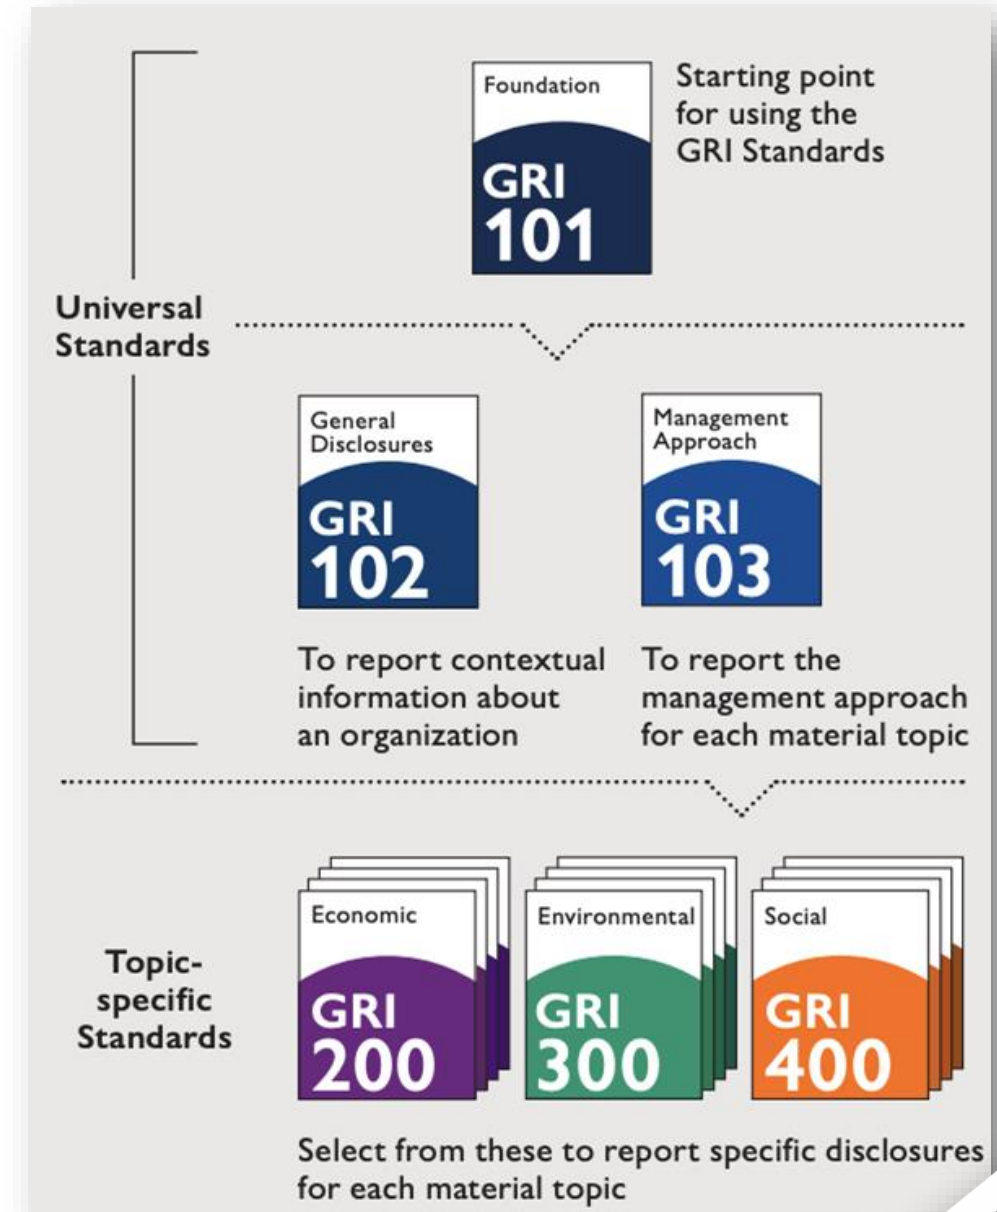 Foundation
GRI
101
Starting point
for using the
GRI Standards
Universal
Standards
General
Disclosures
GRI
102
To report contextual
information about
an organization
Management
Approach
GRI
103
To report the
management approach
for each material topic
Topic-
specific
Standards
Economic
GRI
200
Environmental
GRI
300
Social
GRI
400
Select from these to report specific disclosures
for each material topic